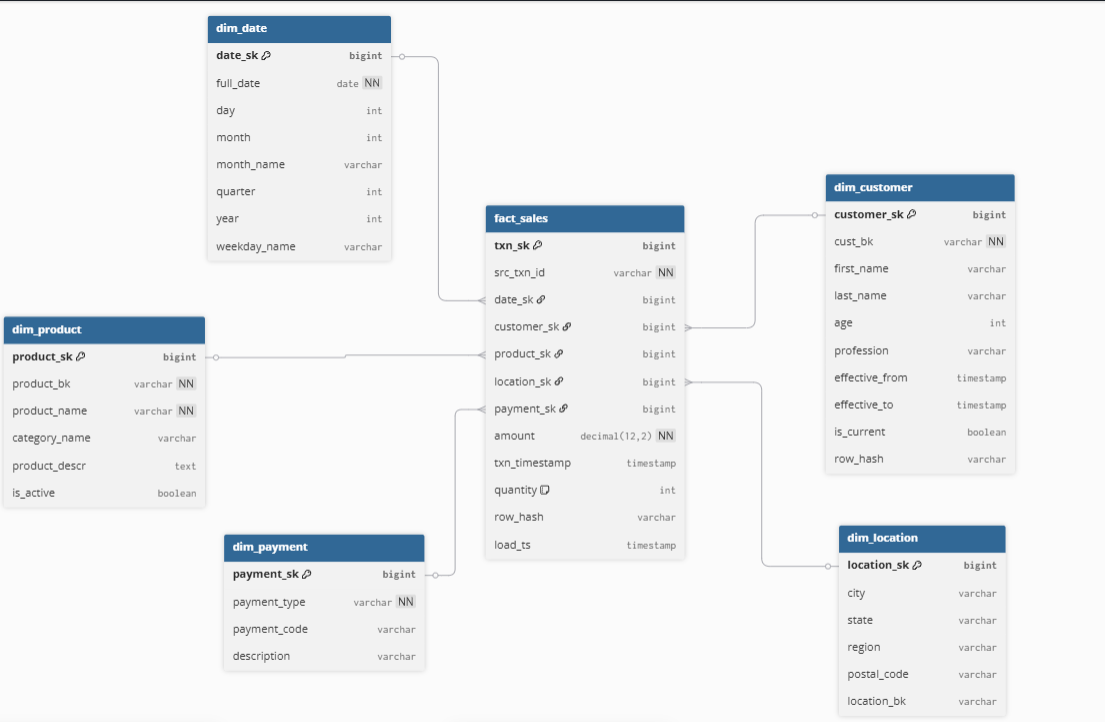 dim_date
date_sk bigint
full_date date NN
day int
month int
month_name varchar
quarter int
year int
weekday_name varchar
dim_product
product_sk bigint
product_bk varchar NN
product_name varchar NN
category_name varchar
product_descr text
is_active boolean
dim_payment
payment_sk bigint
payment_type varchar NN
payment_code varchar
description varchar
fact_sales
txn_sk bigint
src_txn_id varchar NN
date_sk bigint
customer_sk bigint
product_sk bigint
location_sk bigint
payment_sk bigint
amount decimal(12,2) NN
txn_timestamp timestamp
quantity int
row_hash varchar
load_ts timestamp
dim_customer
customer_sk bigint
cust_bk varchar NN
first_name varchar
last_name varchar
age int
profession varchar
effective_from timestamp
effective_to timestamp
is_current boolean
row_hash varchar
dim_location
location_sk bigint
city varchar
state varchar
region varchar
postal_code varchar
location_bk varchar